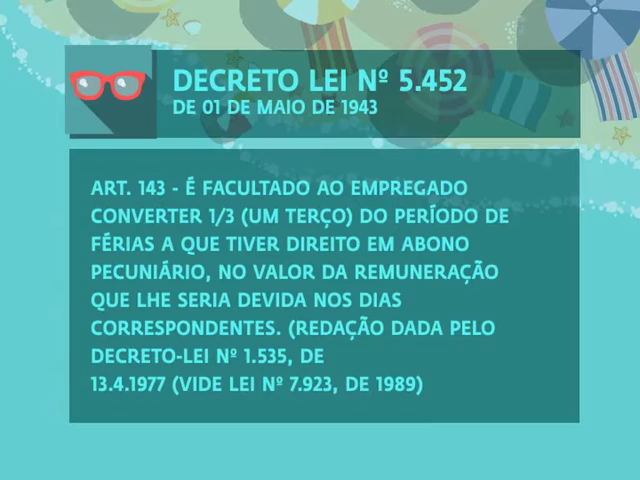 DECRETO LEI Nº 5.452
DE 01 DE MAIO DE 1943
ART. 143 - É FACULTADO AO EMPREGADO
CONVERTER 1/3 (UM TERÇO) DO PERÍODO DE
FÉRIAS A QUE TIVER DIREITO EM ABONO
PECUNIÁRIO, NO VALOR DA REMUNERAÇÃO
QUE LHE SERIA DEVIDA NOS DIAS
CORRESPONDENTES. (REDAÇÃO DADA PELO
DECRETO-LEI Nº 1.535, DE
13.4.1977 (VIDE LEI Nº 7.923, DE 1989)